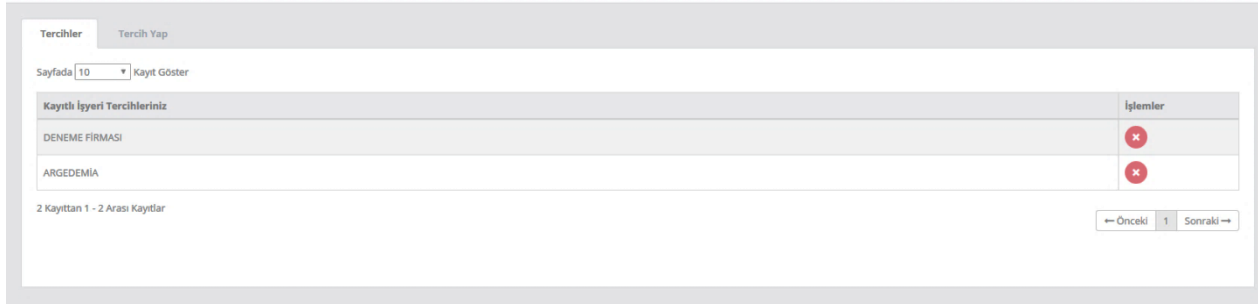 Tercihler Tercih Yap
Sayfada 10 Kayıt Göster
Kayıtlı İşyeri Tercihleriniz İşlemler
DENEME FİRMASI
ARGEDEMİA
2 Kayıttan 1 - 2 Arası Kayıtlar
← Önceki 1 Sonraki →